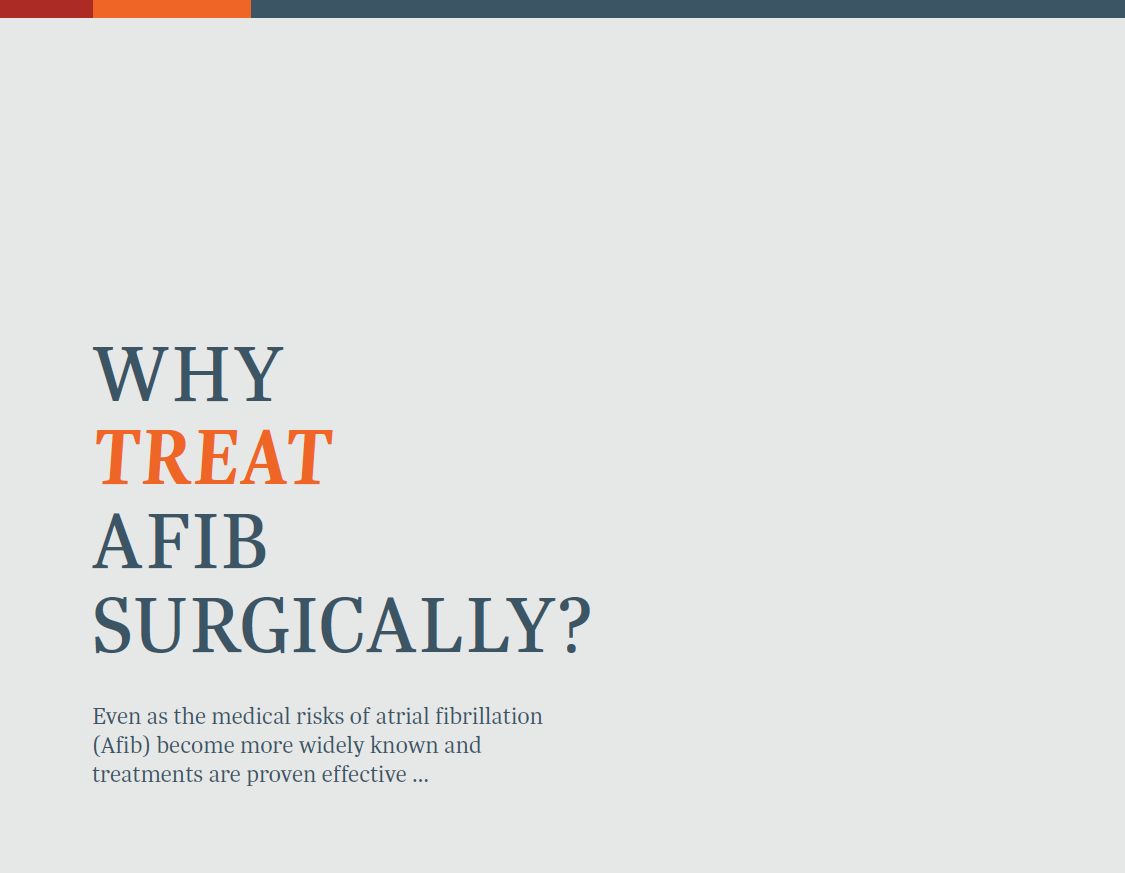 WHY
TREAT
AFIB
SURGICALLY?
Even as the medical risks of atrial fibrillation
(Afib) become more widely known and
treatments are proven effective ...